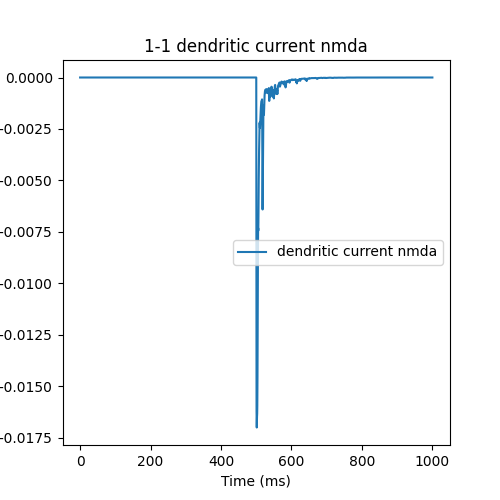 1-1 dendritic current nmda
0.0000
-0.0025
-0.0050
-0.0075
-0.0100
-0.0125
-0.0150
-0.0175
dendritic current nmda
0 200 400 600 800 1000
Time (ms)